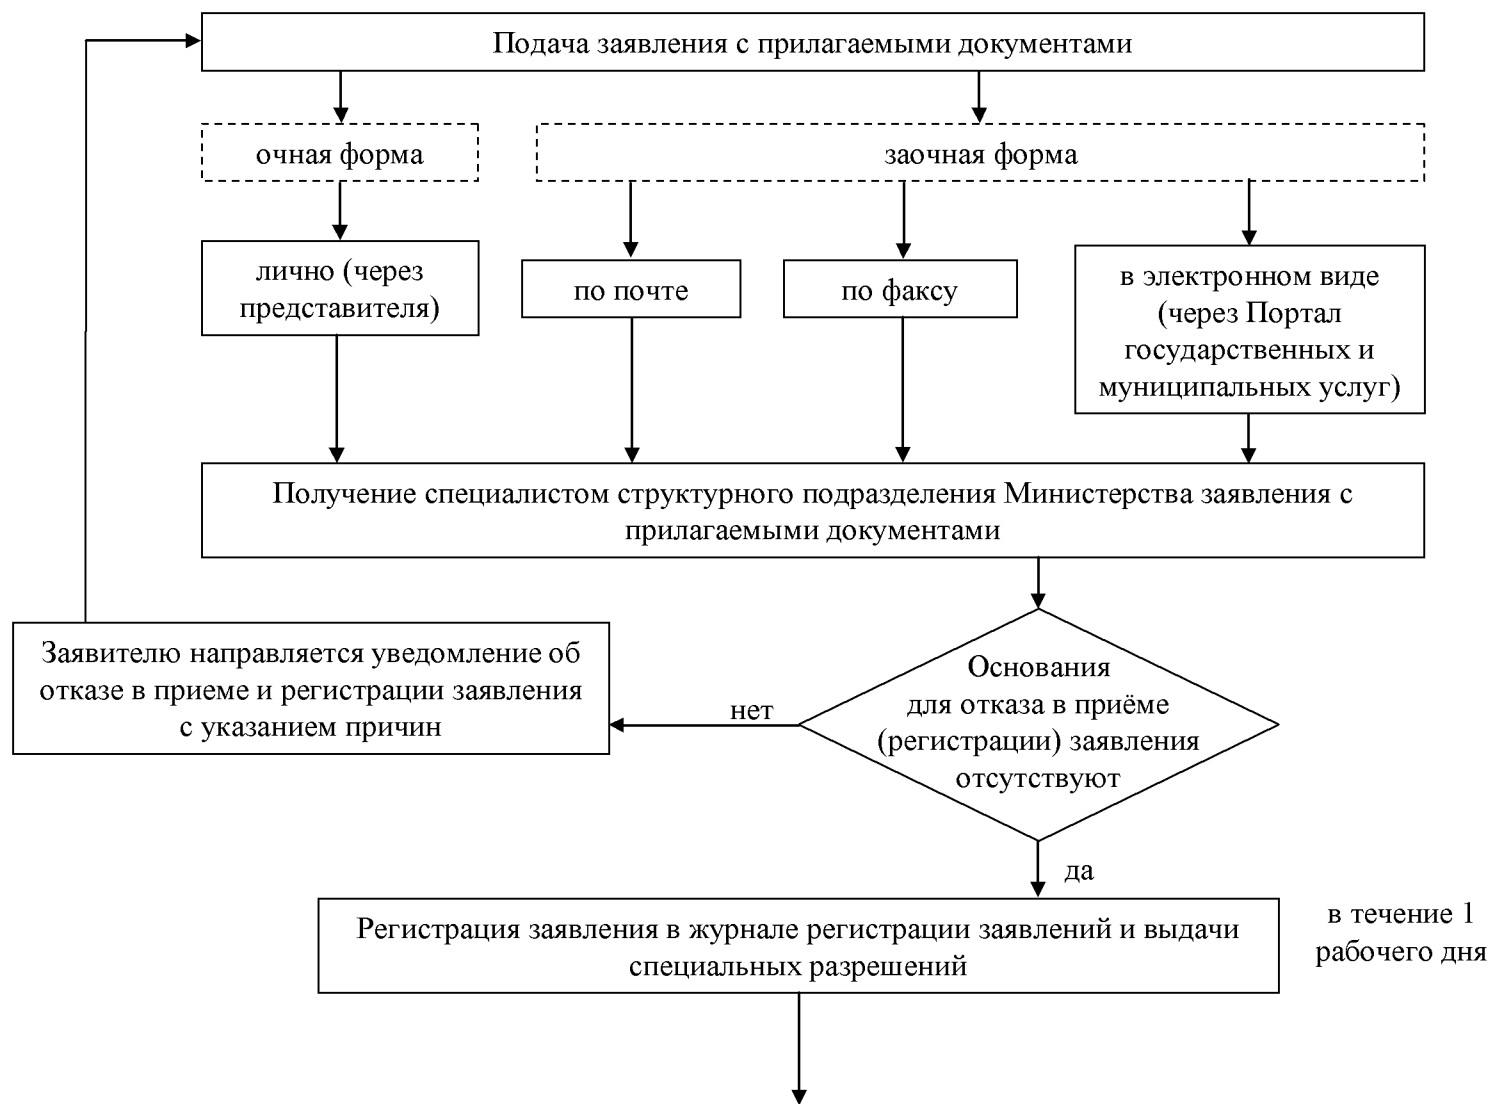 Подача заявления с прилагаемыми документами
очная форма
заочная форма
лично (через
представителя)
по почте
по факсу
в электронном виде
(через Портал
государственных и
муниципальных услуг)
Получение специалистом структурного подразделения Министерства заявления с
прилагаемыми документами
Заявителю направляется уведомление об
отказе в приеме и регистрации заявления
с указанием причин
нет
Основания
для отказа в приёме
(регистрации) заявления
отсутствуют
да
Регистрация заявления в журнале регистрации заявлений и выдачи
специальных разрешений
в течение 1
рабочего дня